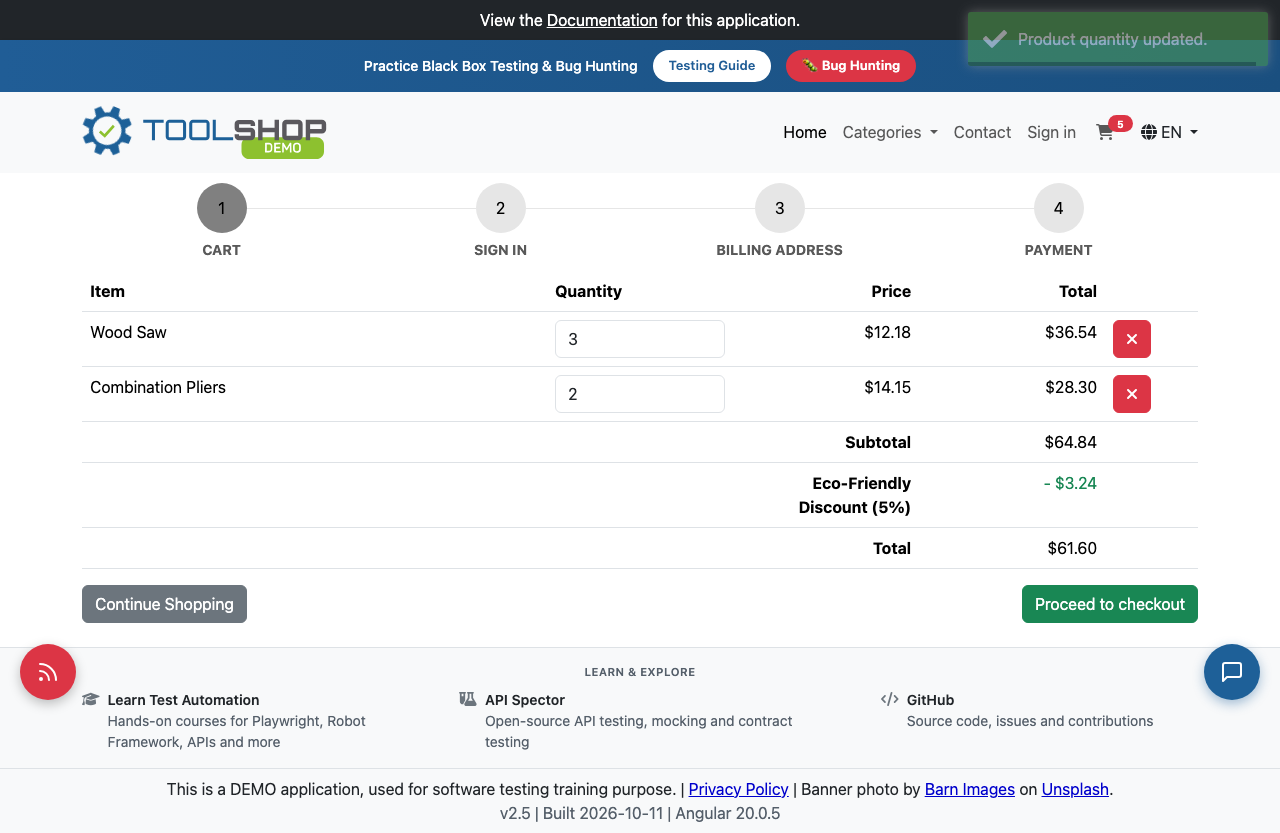 View the Documentation for this application.
Product quantity updated.
Practice Black Box Testing & Bug Hunting
Testing Guide
🐛 Bug Hunting
TOOLSHOP
DEMO
Home
Categories
Contact
Sign in
5
EN
1
2
3
4
CART
SIGN IN
BILLING ADDRESS
PAYMENT
Item Quantity Price Total
Wood Saw 3 $12.18 $36.54
Combination Pliers 2 $14.15 $28.30
Subtotal $64.84
Eco-Friendly - $3.24
Discount (5%)
Total $61.60
Continue Shopping
Proceed to checkout
LEARN & EXPLORE
Learn Test Automation
Hands-on courses for Playwright, Robot
Framework, APIs and more
API Spector
Open-source API testing, mocking and contract
testing
GitHub
Source code, issues and contributions
This is a DEMO application, used for software testing training purpose. | Privacy Policy | Banner photo by Barn Images on Unsplash.
v2.5 | Built 2026-10-11 | Angular 20.0.5